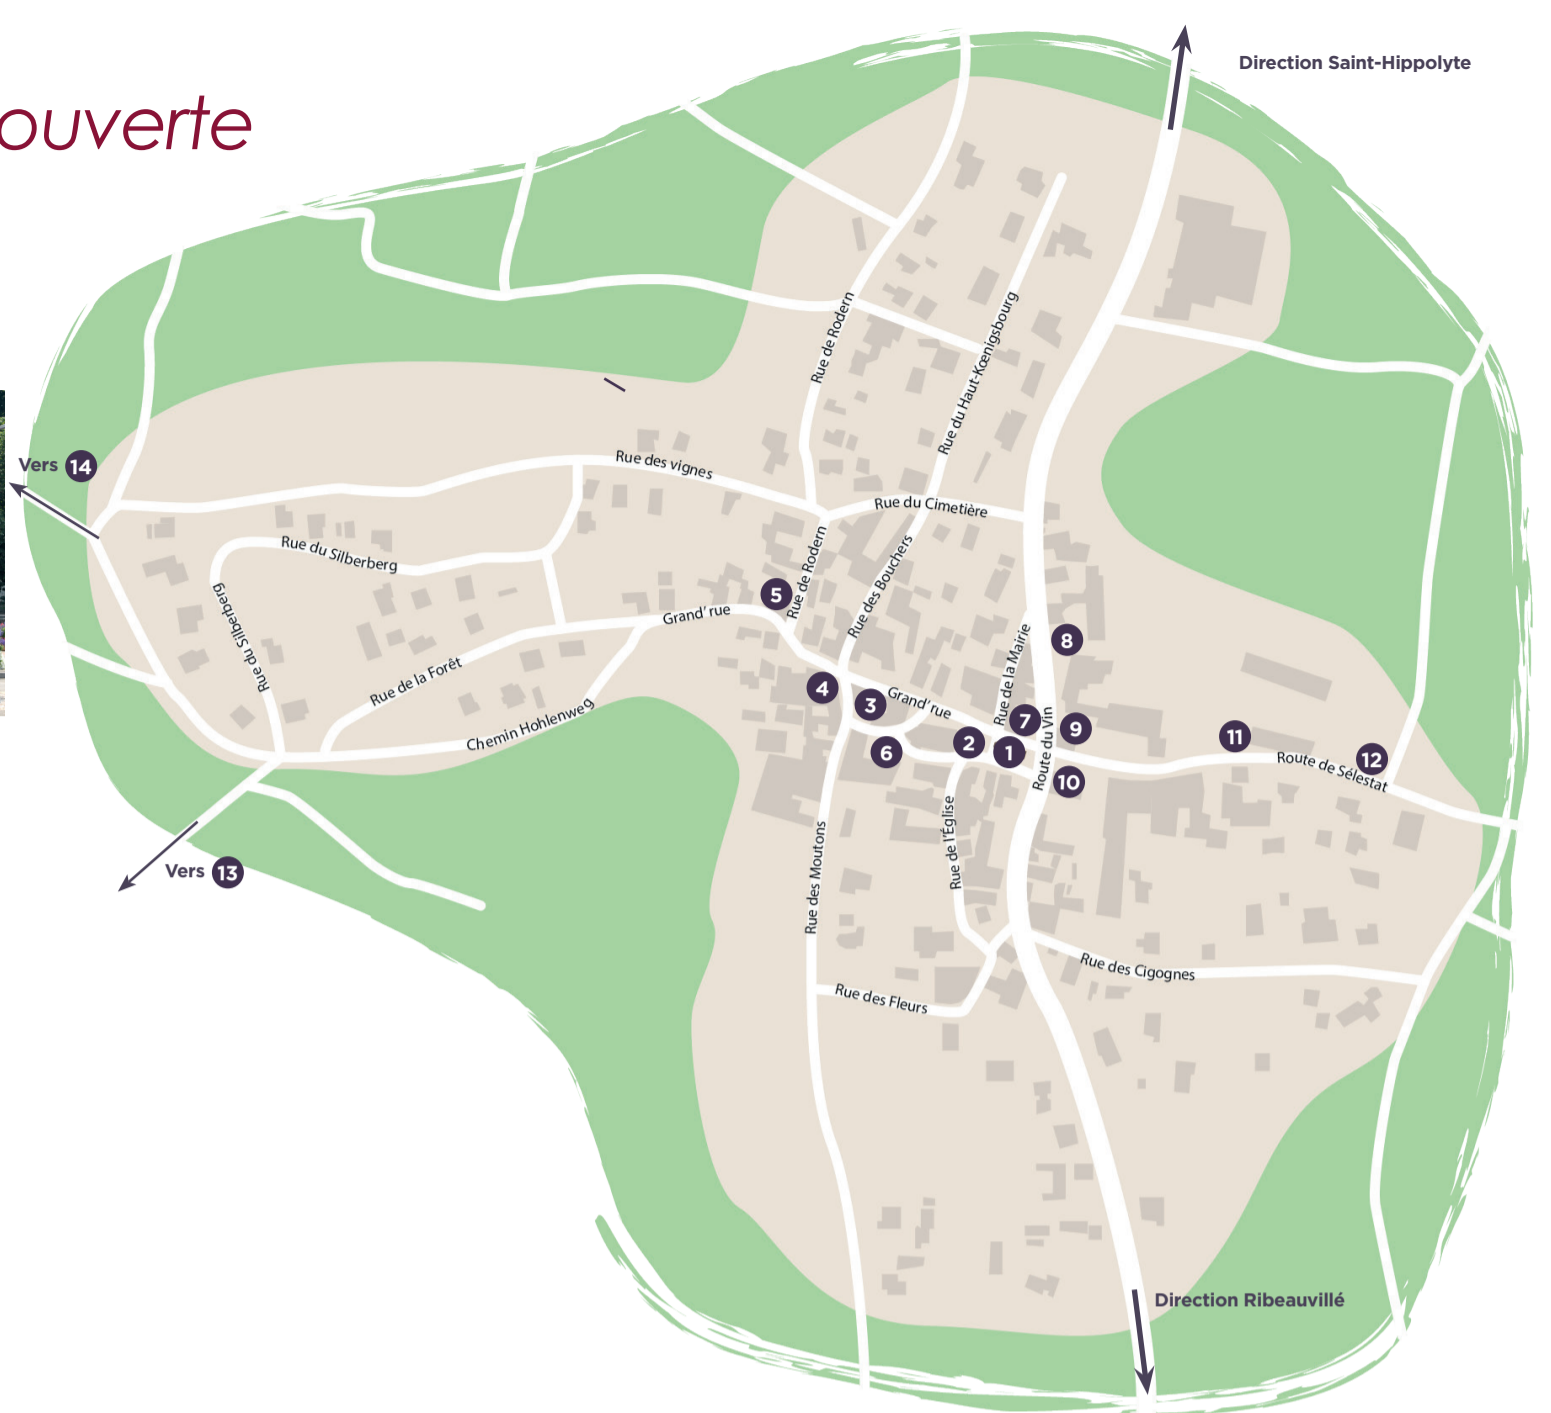 ouverte
Direction Saint-Hippolyte
Rue de Rodern
Rue du Haut-Kœnigsbourg
Vers 14
Rue des vignes
Rue du Cimetière
Rue du Silberberg
Rue de Rodern
Rue des Bouchers
5
Rue du Silberberg
Grand'rue
8
Rue de la Mairie
Rue de la Forêt
4
3
Grand'rue
7
9
Chemin Hohlenweg
6
2
1
Route du Vin
11
12
Route de Sélestat
10
Vers 13
Rue des Moutons
Rue de l'Église
Rue des Cigognes
Rue des Fleurs
Direction Ribeauvillé